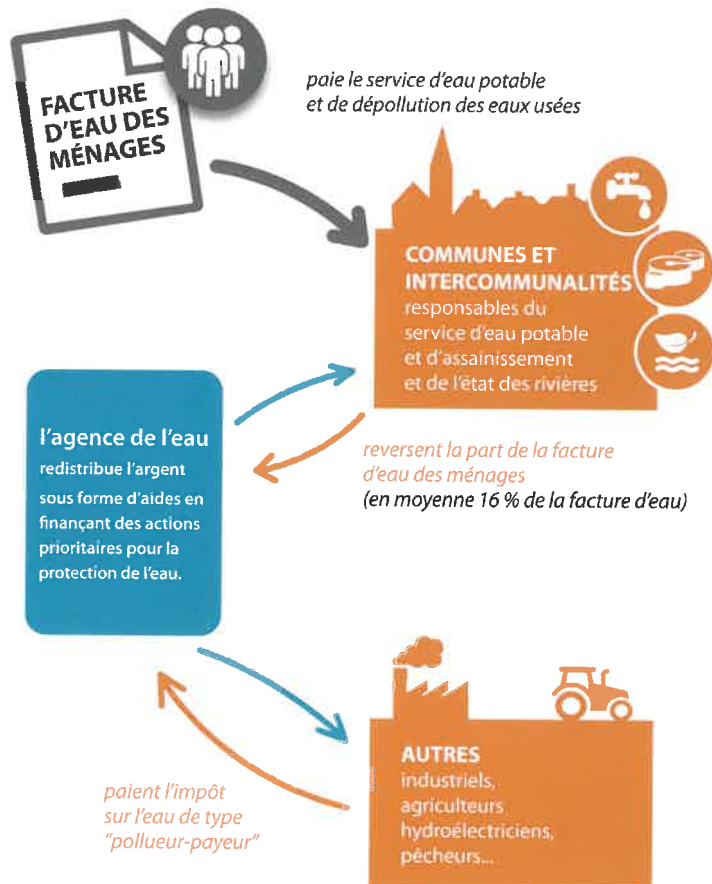 FACTURE
D'EAU DES
MÉNAGES
paie le service d'eau potable
et de dépollution des eaux usées
COMMUNES ET
INTERCOMMUNALITÉS
responsables du
service d'eau potable
et d'assainissement
et de l'état des rivières
l'agence de l'eau
redistribue l'argent
sous forme d'aides en
finançant des actions
prioritaires pour la
protection de l'eau.
reversent la part de la facture
d'eau des ménages
(en moyenne 16 % de la facture d'eau)
AUTRES
industriels,
agriculteurs
hydroélectriciens,
pêcheurs...
paient l'impôt
sur l'eau de type
"pollueur-payeur"